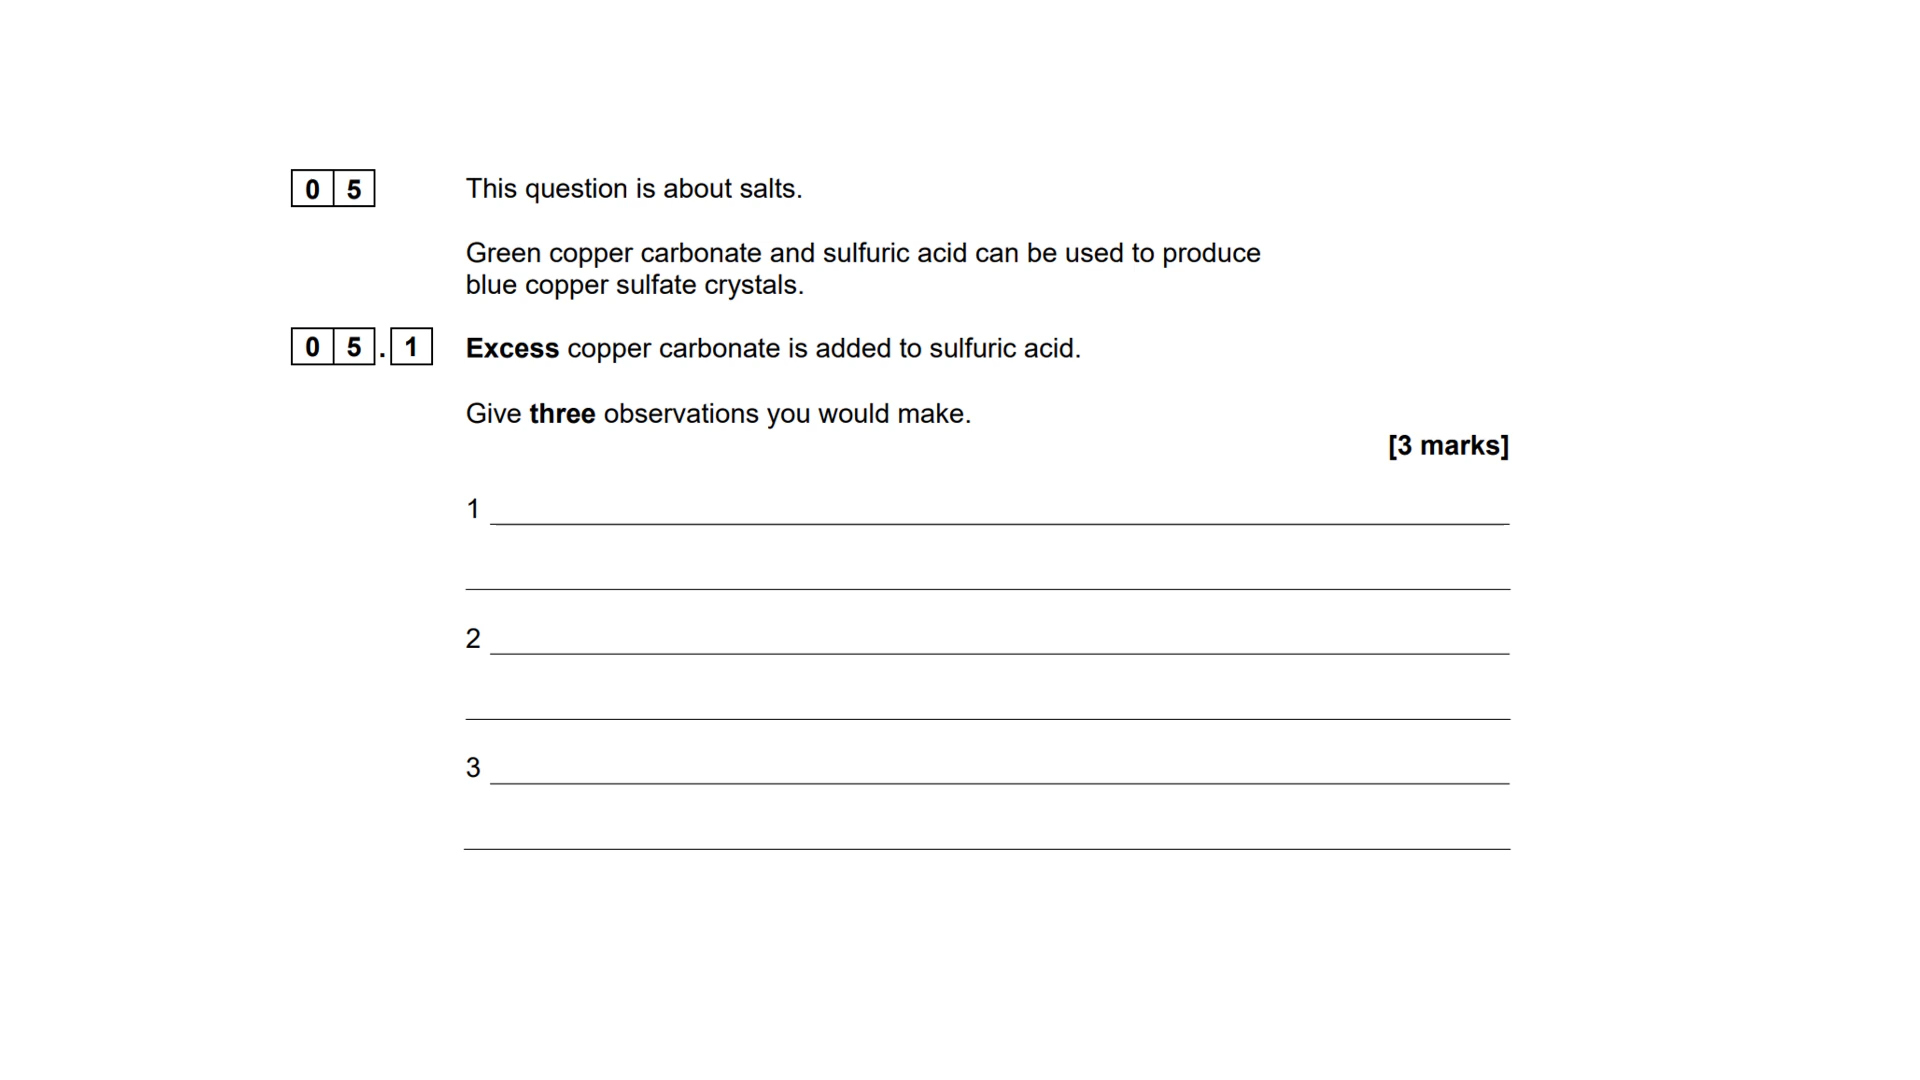 0 5 This question is about salts.
Green copper carbonate and sulfuric acid can be used to produce
blue copper sulfate crystals.
0 5 . 1 Excess copper carbonate is added to sulfuric acid.
Give three observations you would make.
[3 marks]
1
2
3